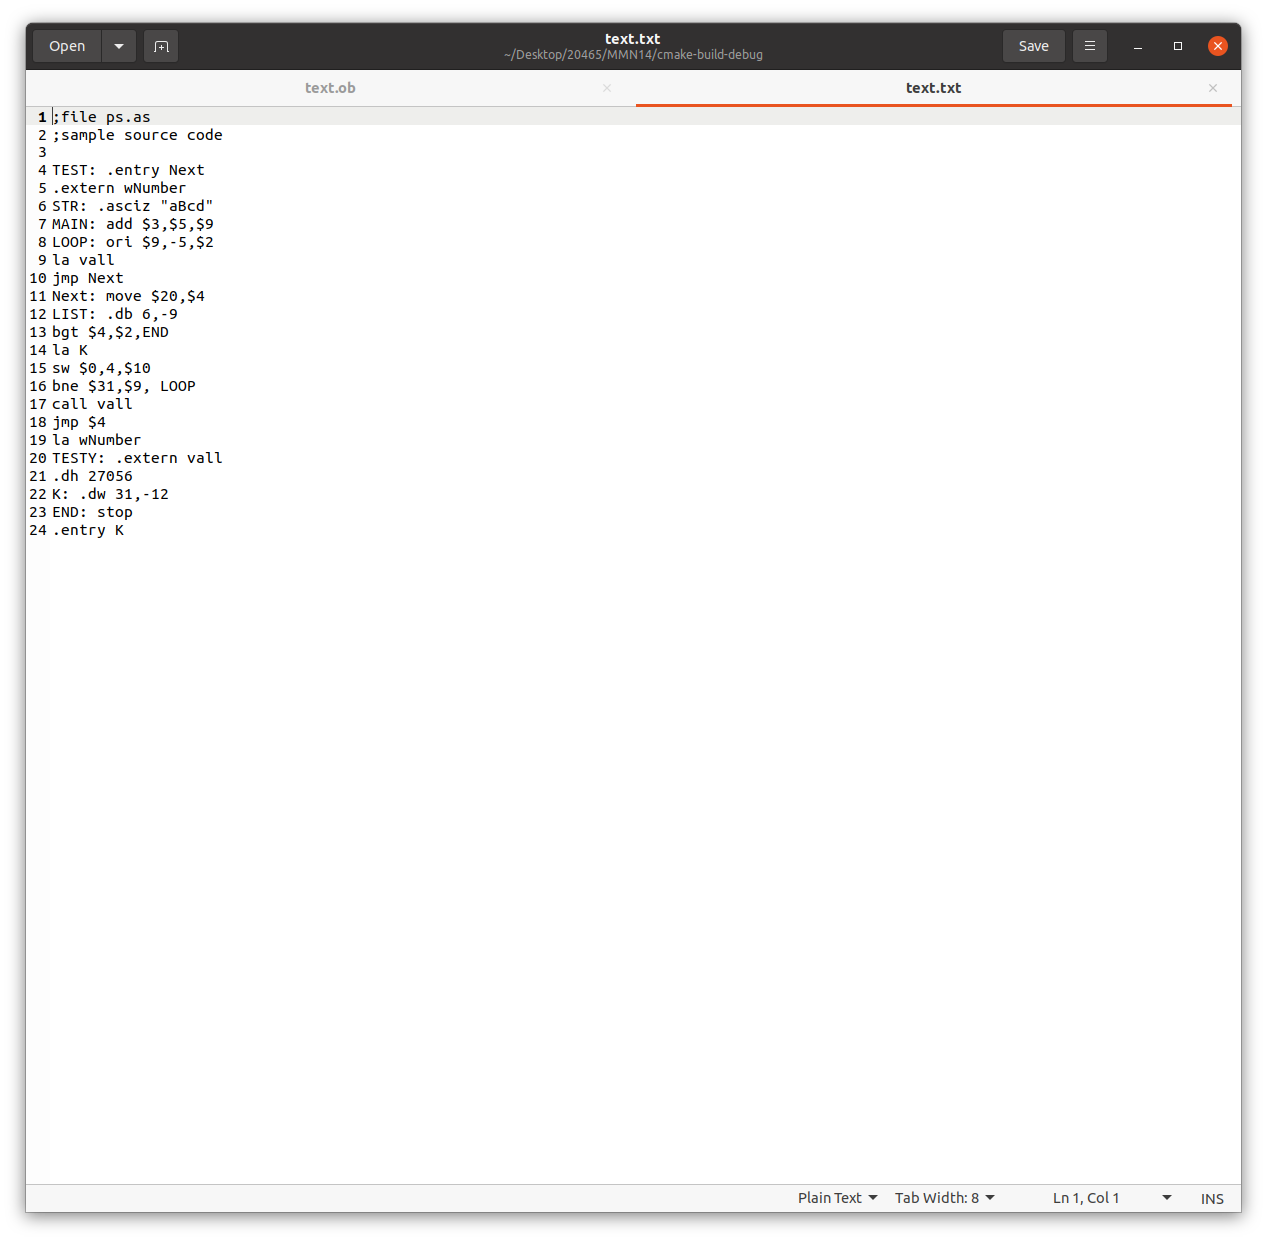 Open
text.txt
~/Desktop/20465/MMN14/cmake-build-debug
Save
text.ob
text.txt
1 ;file ps.as
2 ;sample source code
3
4 TEST: .entry Next
5 .extern wNumber
6 STR: .asciz "aBcd"
7 MAIN: add $3,$5,$9
8 LOOP: ori $9,-5,$2
9 la vall
10 jmp Next
11 Next: move $20,$4
12 LIST: .db 6,-9
13 bgt $4,$2,END
14 la K
15 sw $0,4,$10
16 bne $31,$9, LOOP
17 call vall
18 jmp $4
19 la wNumber
20 TESTY: .extern vall
21 .dh 27056
22 K: .dw 31,-12
23 END: stop
24 .entry K
Plain Text Tab Width: 8 Ln 1, Col 1 INS